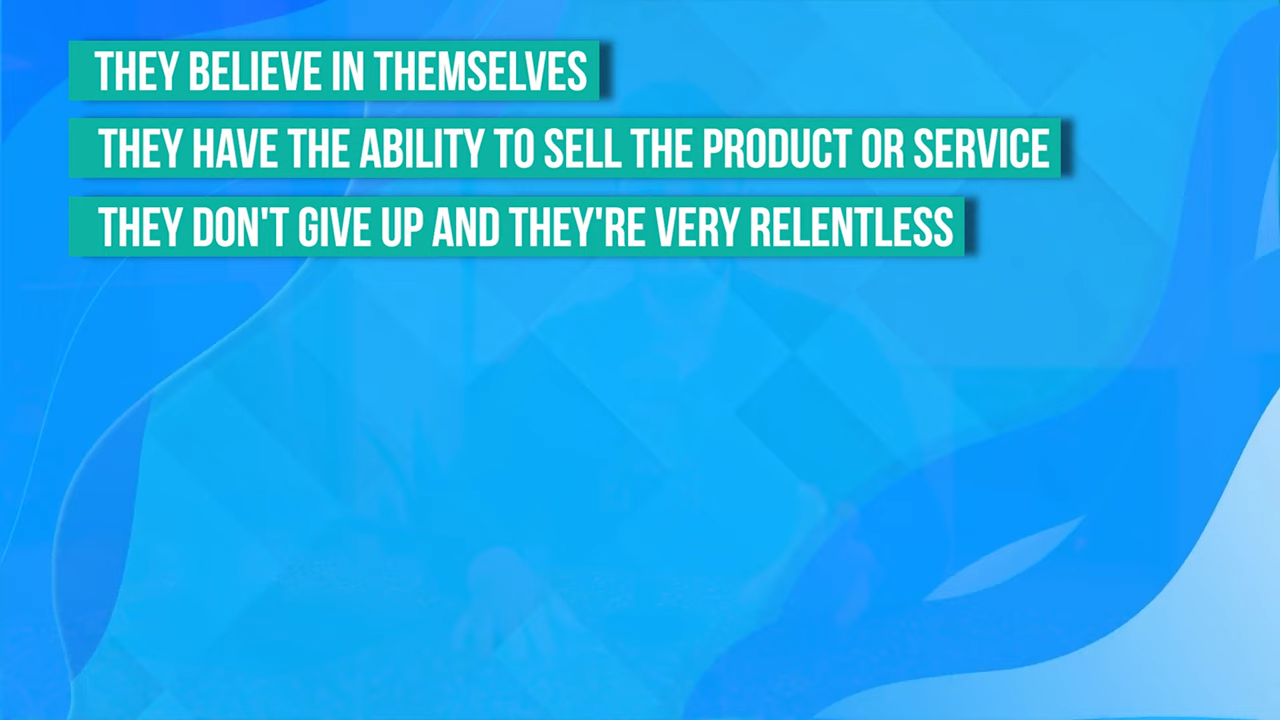 THEY BELIEVE IN THEMSELVES
THEY HAVE THE ABILITY TO SELL THE PRODUCT OR SERVICE
THEY DON'T GIVE UP AND THEY'RE VERY RELENTLESS